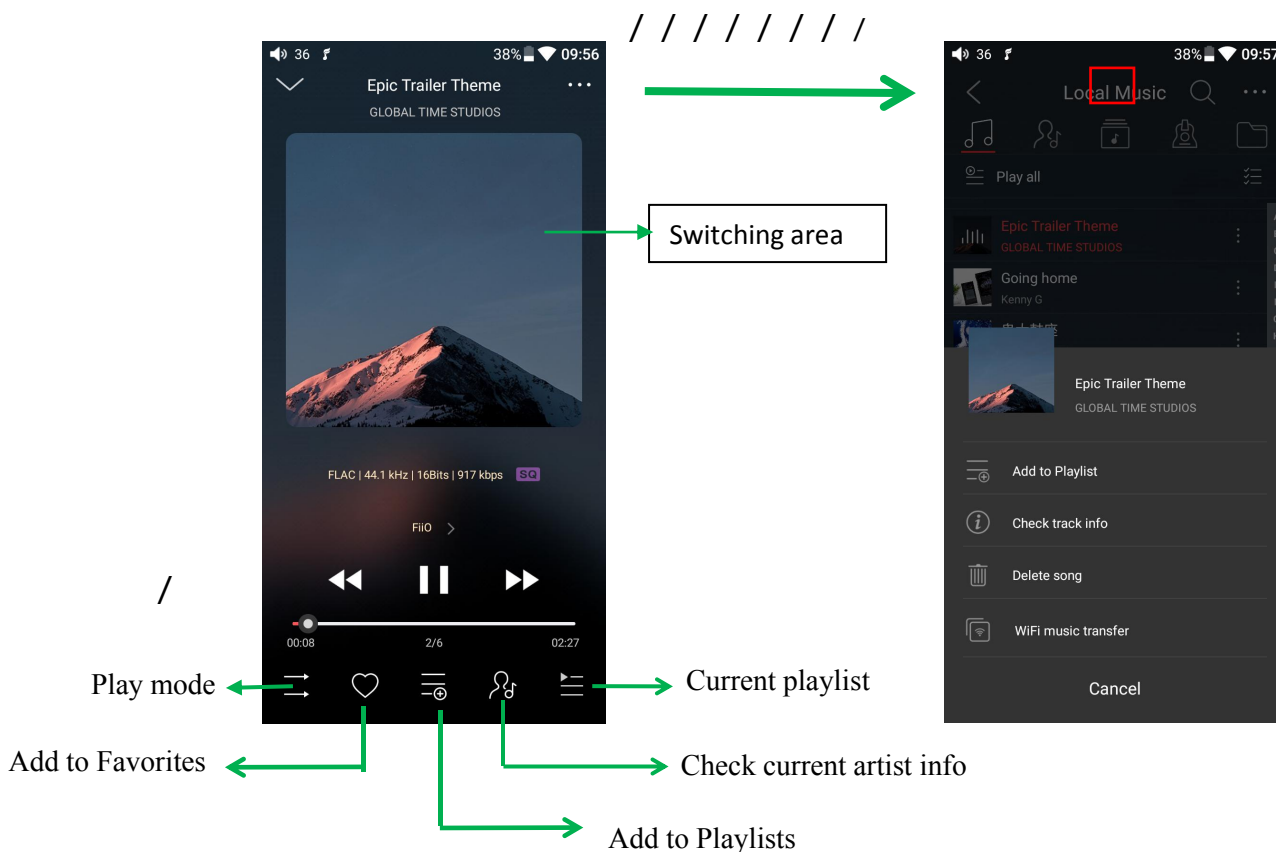 / / / / / / / /
36
38%
09:56
Epic Trailer Theme
GLOBAL TIME STUDIOS
Switching area
FLAC | 44.1 kHz | 16Bits | 917 kbps SQ
FiiO >
00:08
2/6
02:27
/
Play mode
Current playlist
Add to Favorites
Check current artist info
Add to Playlists
36
38%
09:57
Local Music
Play all
Epic Trailer Theme
GLOBAL TIME STUDIOS
Going home
Kenny G
Epic Trailer Theme
GLOBAL TIME STUDIOS
Add to Playlist
Check track info
Delete song
WiFi music transfer
Cancel